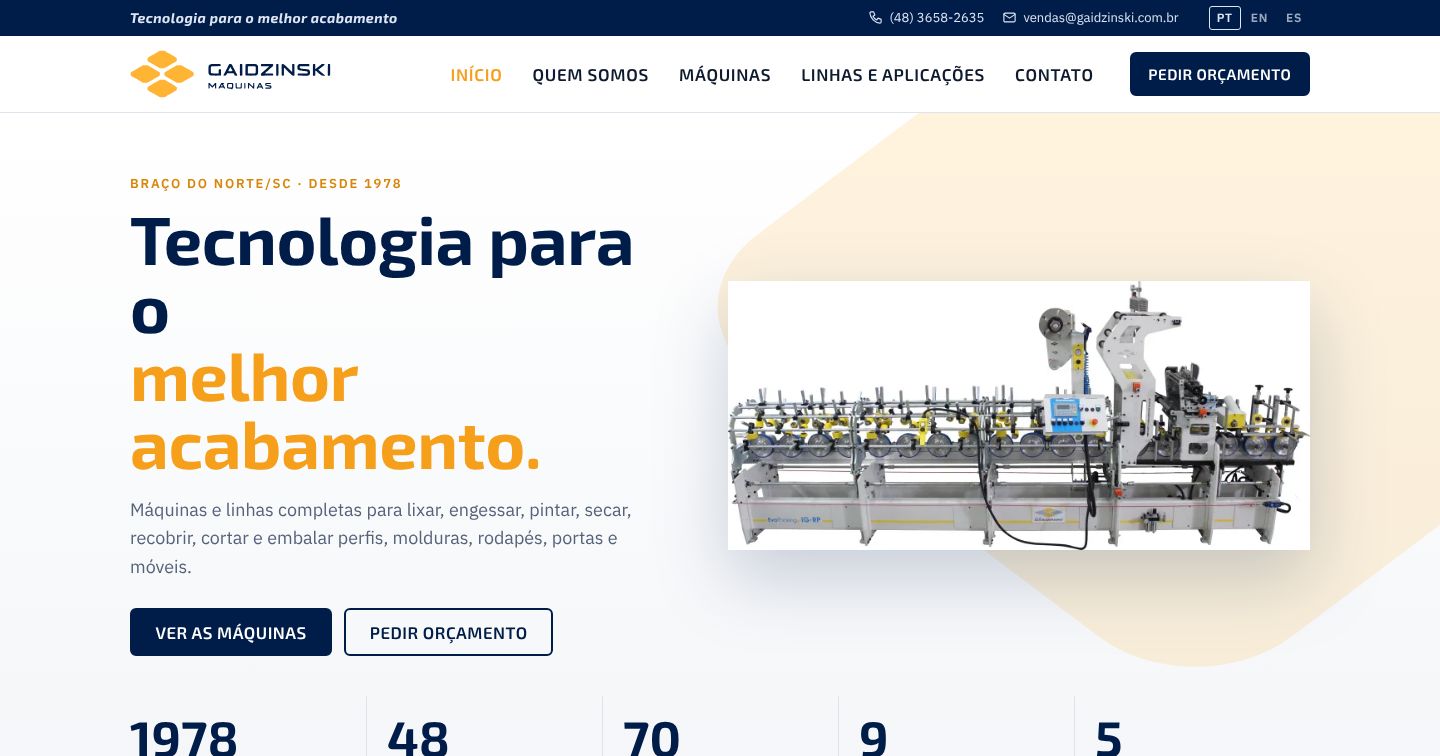 Tecnologia para o melhor acabamento
(48) 3658-2635
vendas@gaidzinski.com.br
PT EN ES
GAIDZINSKI
MÁQUINAS
INÍCIO
QUEM SOMOS
MÁQUINAS
LINHAS E APLICAÇÕES
CONTATO
PEDIR ORÇAMENTO
BRAÇO DO NORTE/SC · DESDE 1978
Tecnologia para
o
melhor
acabamento.
Máquinas e linhas completas para lixar, engessar, pintar, secar,
recobrir, cortar e embalar perfis, molduras, rodapés, portas e
móveis.
VER AS MÁQUINAS
PEDIR ORÇAMENTO
1978
48
70
9
5